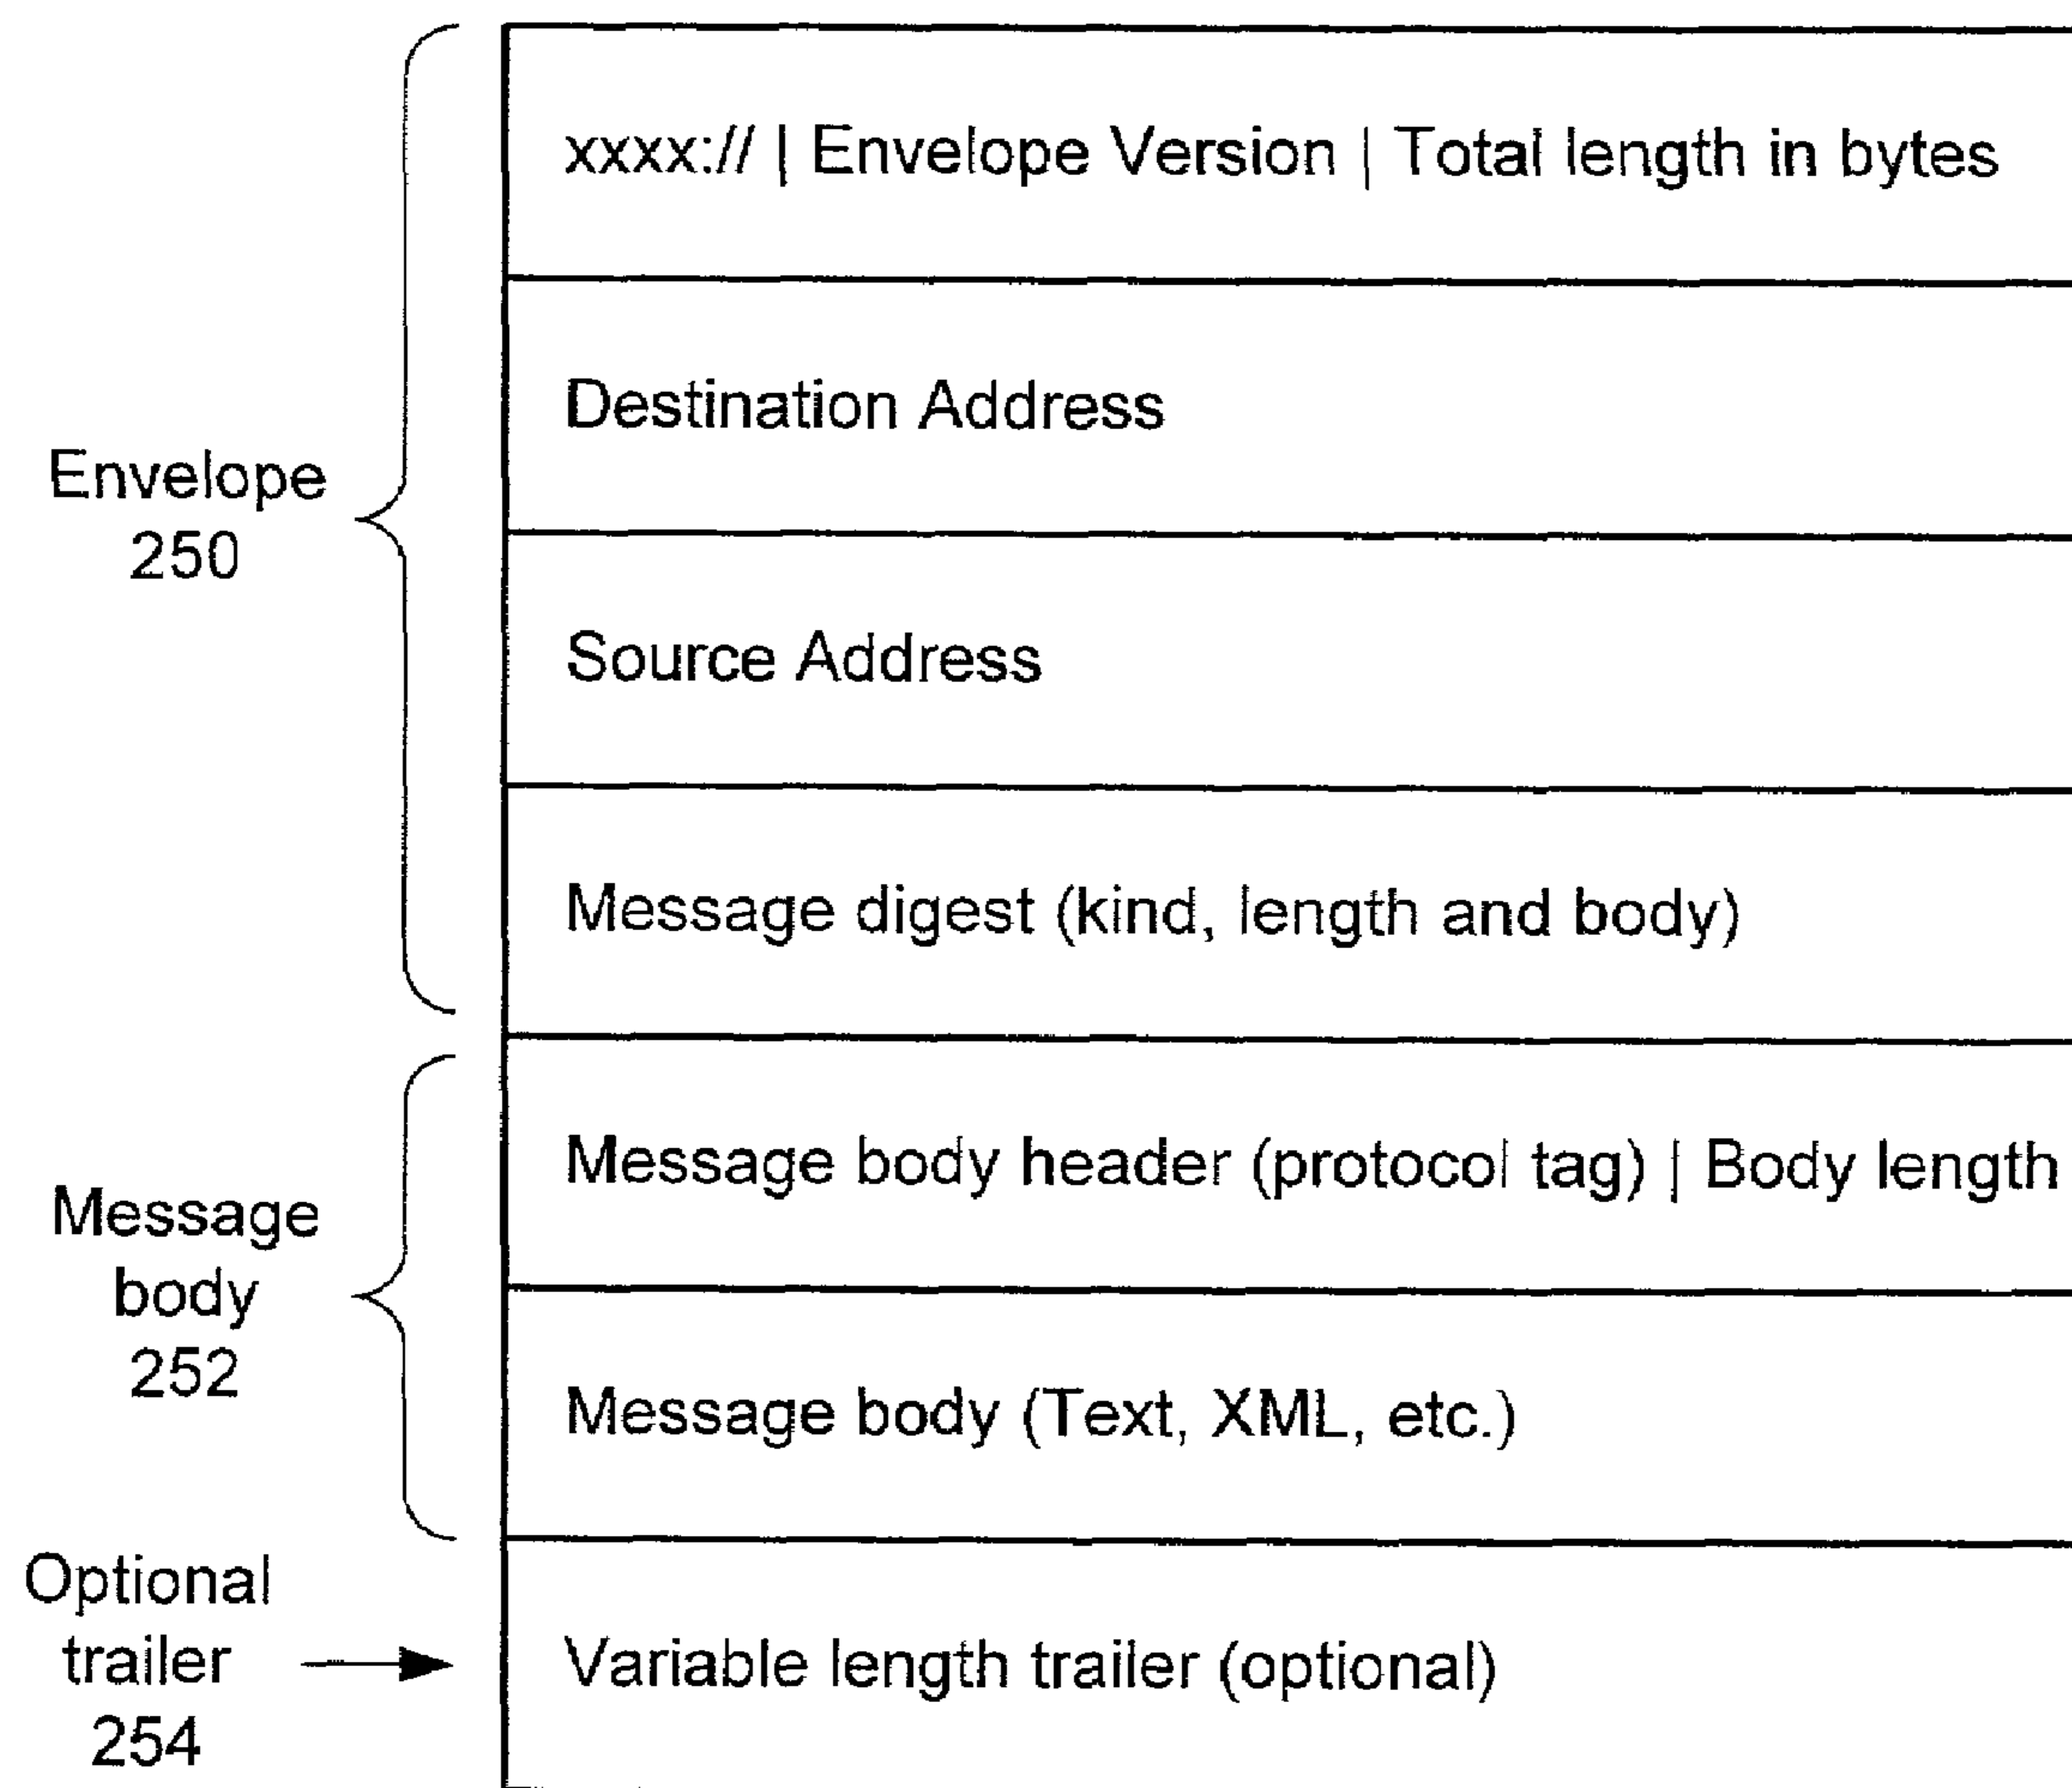 xxxx:// | Envelope Version | Total length in bytes
Destination Address
Envelope
250
Source Address
Message digest (kind, length and body)
Message body header (protocol tag) | Body length
Message
body
252
Message body (Text, XML, etc.)
Optional
trailer
254
Variable length trailer (optional)